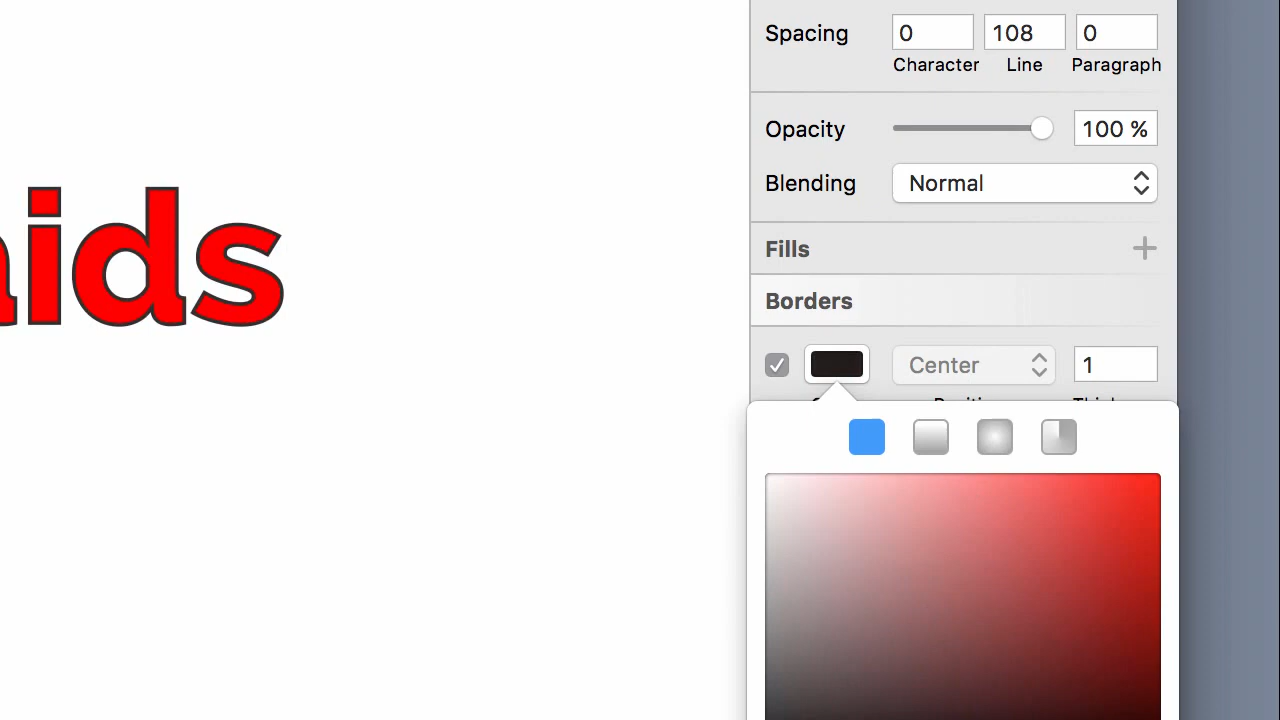 Spacing 0 108 0
Character Line Paragraph
Opacity 100 %
Blending Normal
aids
Fills
Borders
Center 1